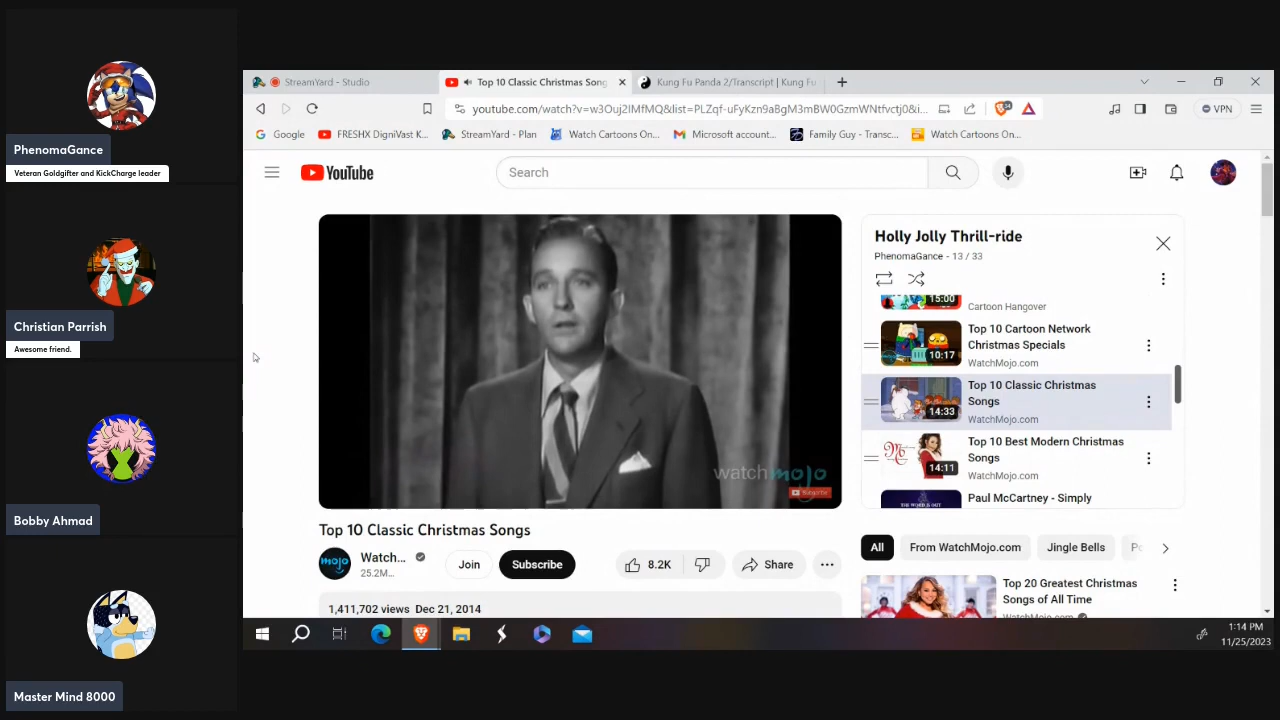 PhenomaGance
Veteran Goldgifter and KickCharge leader
Christian Parrish
Awesome friend.
Bobby Ahmad
Master Mind 8000
StreamYard - Studio
Top 10 Classic Christmas Song
Kung Fu Panda 2/Transcript | Kung Fu
youtube.com/watch?v=w3Ouj2IMfMQ&list=PLZqf-uFyKzn9aBgM3mBWBGzmWNtfvctj0&i...
VPN
Google
FRESHX DigniVast K...
StreamYard - Plan
Watch Cartoons On...
Microsoft account...
Family Guy - Transc...
Watch Cartoons On...
YouTube
Search
watchmojo
Subscribe
Holly Jolly Thrill-ride
PhenomaGance - 13 / 33
15:00
Cartoon Hangover
Top 10 Cartoon Network
Christmas Specials
10:17
WatchMojo.com
Top 10 Classic Christmas
Songs
14:33
WatchMojo.com
Top 10 Best Modern Christmas
Songs
14:11
WatchMojo.com
Paul McCartney - Simply
Top 10 Classic Christmas Songs
mojo
Watch...
25.2M...
Join
Subscribe
8.2K
Share
1,411,702 views Dec 21, 2014
All
From WatchMojo.com
Jingle Bells
Top 20 Greatest Christmas
Songs of All Time
WatchMojo.com
1:14 PM
11/25/2023